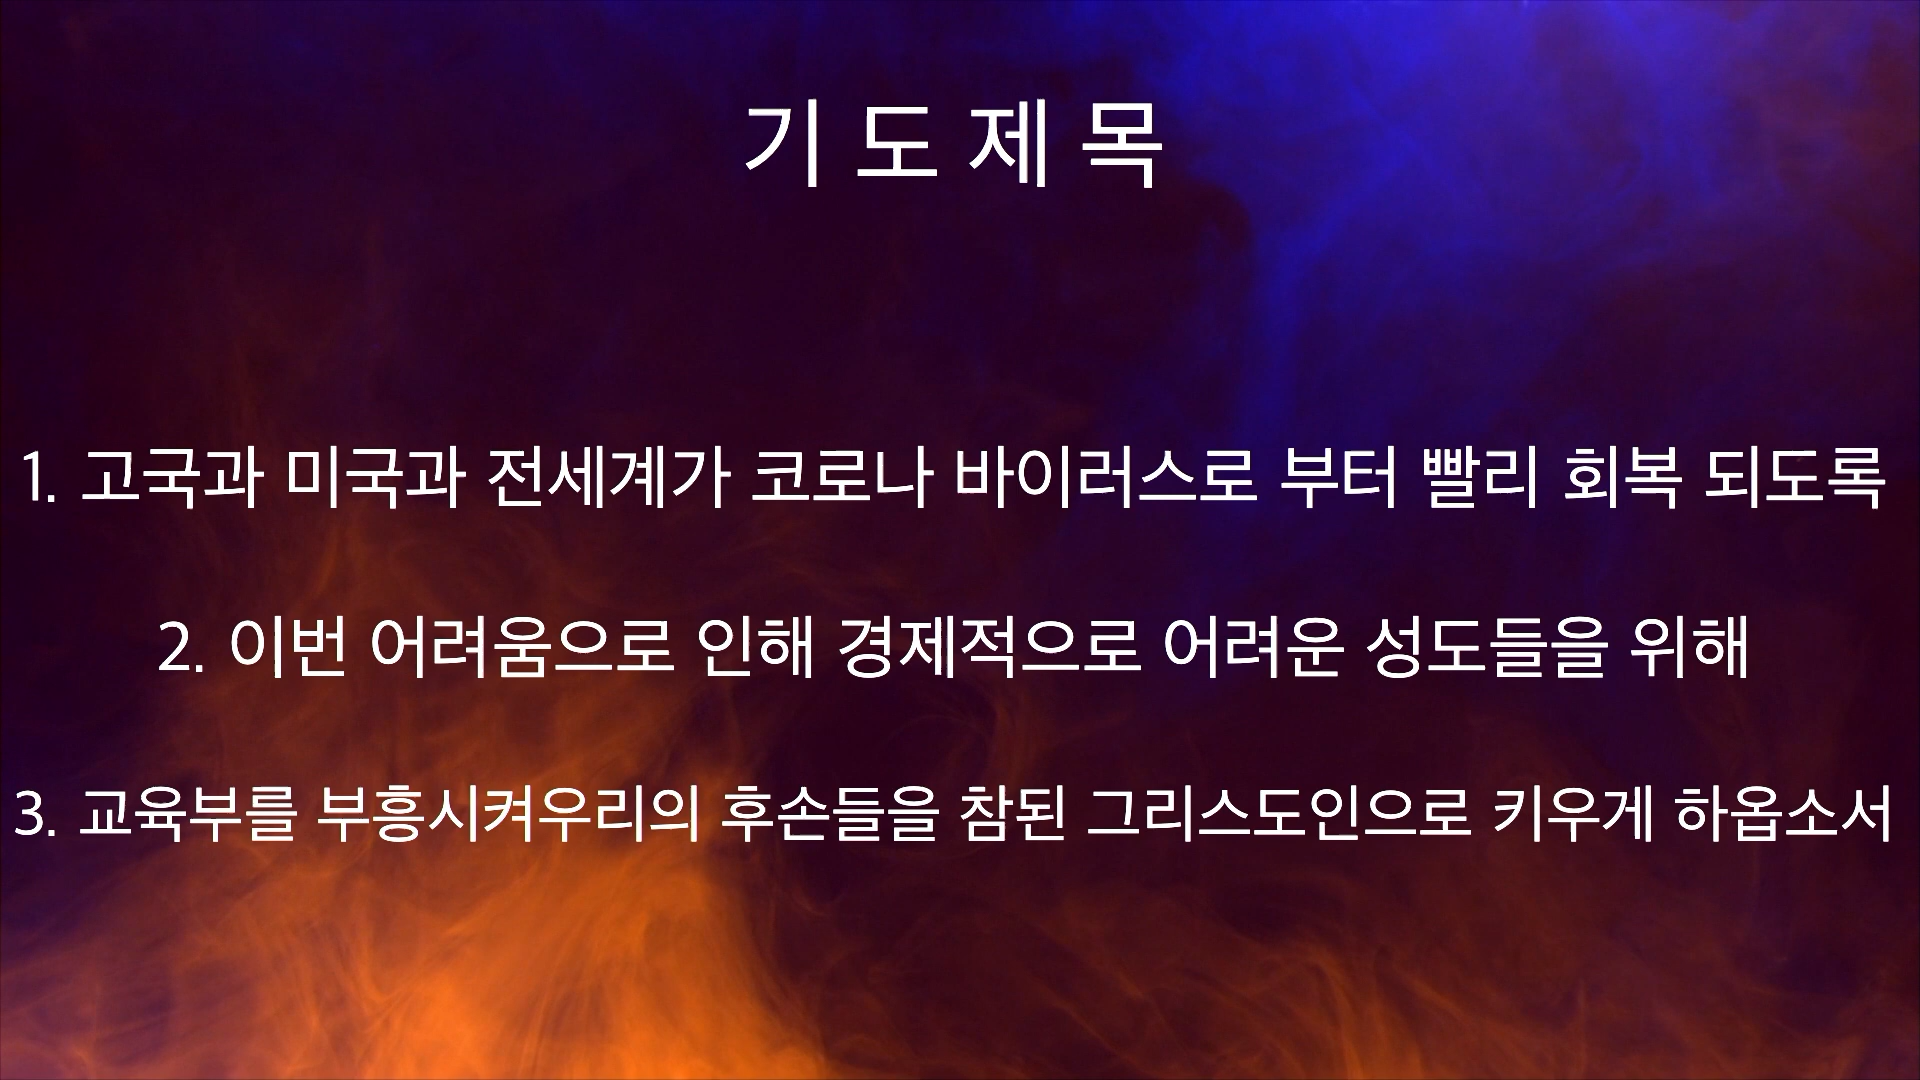 기 도 제 목
1. 고국과 미국과 전세계가 코로나 바이러스로 부터 빨리 회복 되도록
2. 이번 어려움으로 인해 경제적으로 어려운 성도들을 위해
3. 교육부를 부흥시켜우리의 후손들을 참된 그리스도인으로 키우게 하옵소서